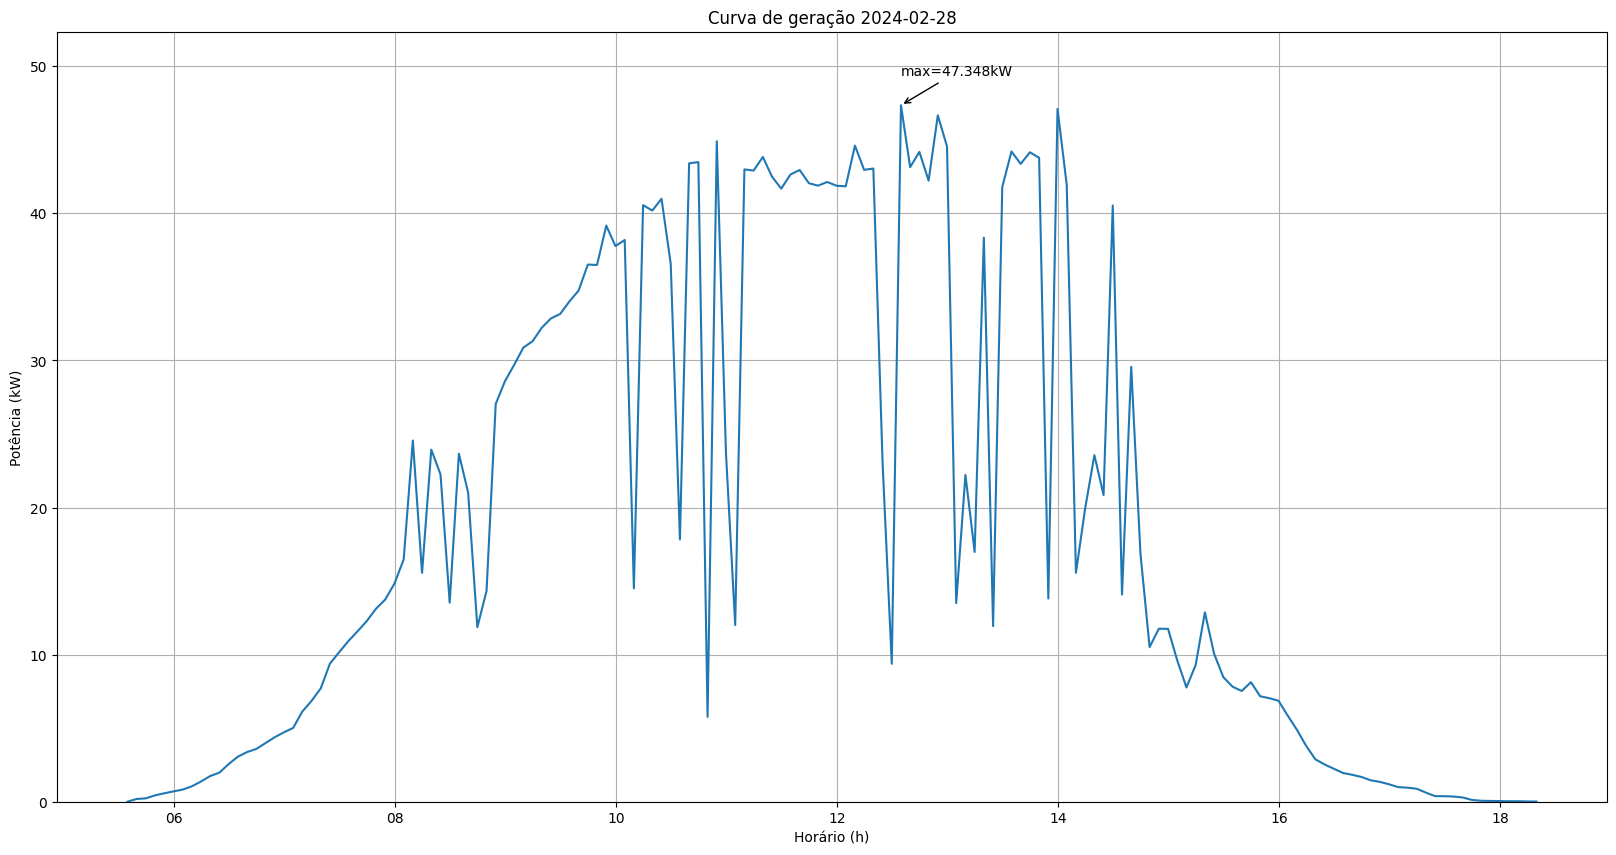 Curva de geração 2024-02-28
max=47.348kW
50
40
30
20
10
0
Potência (kW)
06 08 10 12 14 16 18
Horário (h)